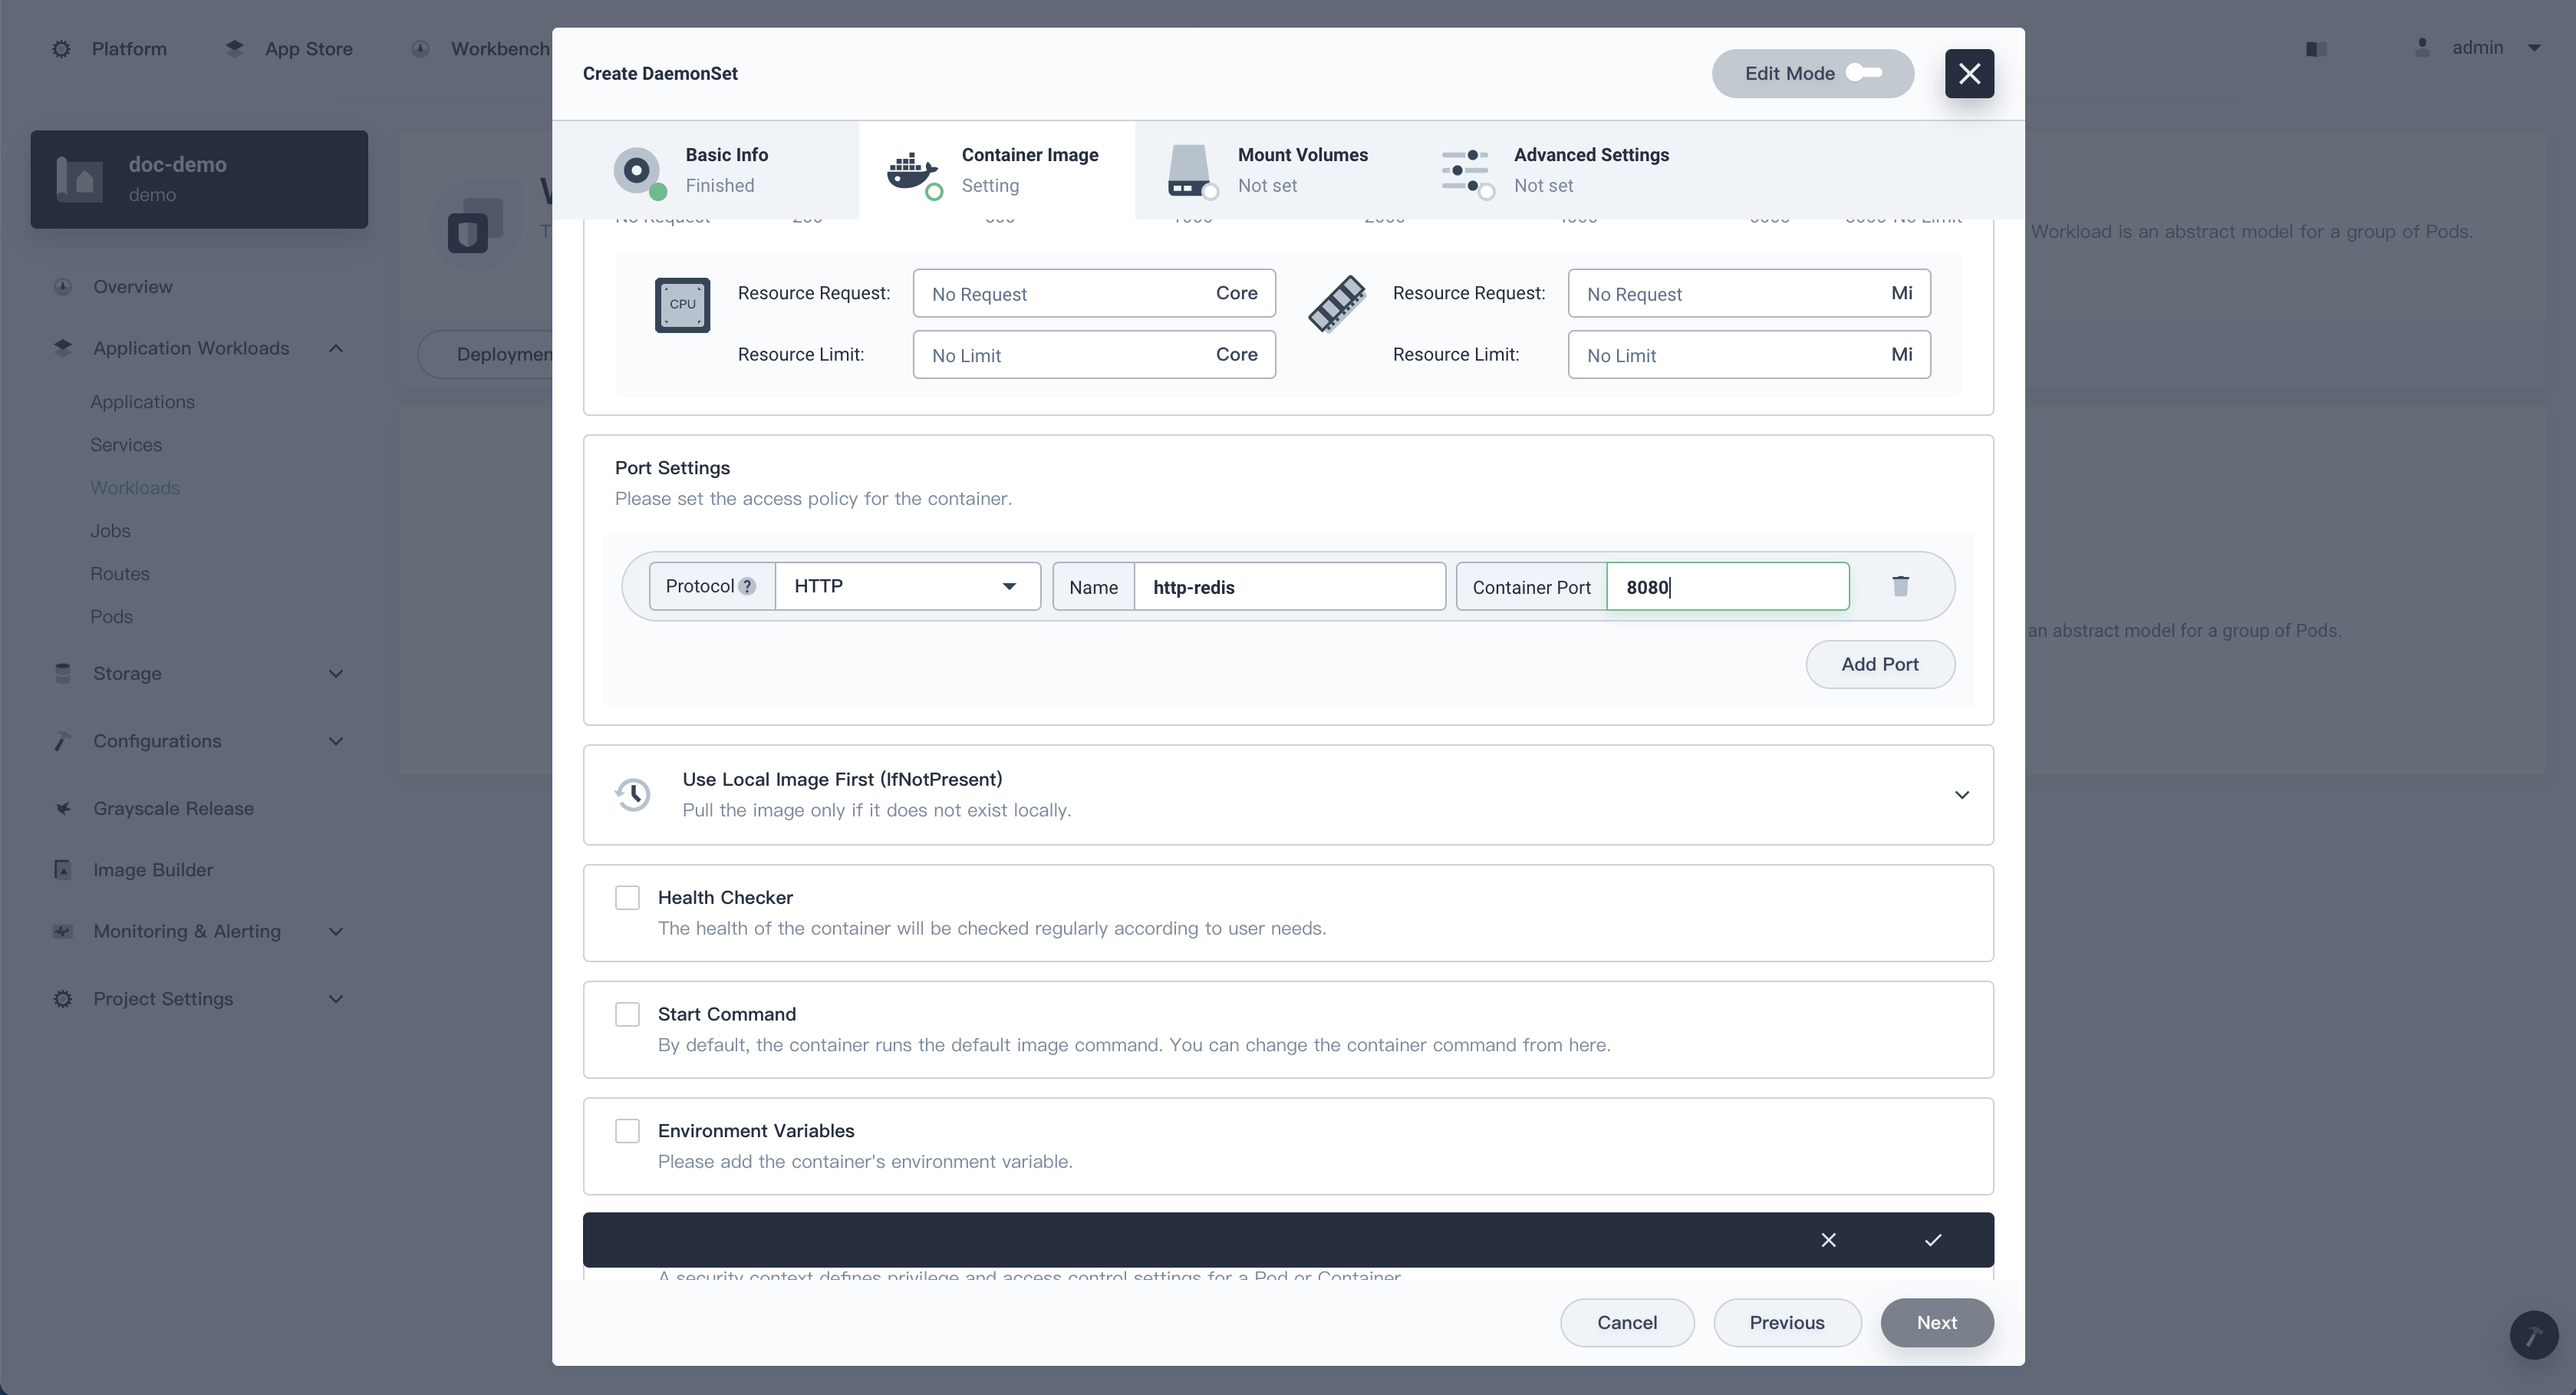 Platform
App Store
Workbench
admin
Create DaemonSet
Edit Mode
doc-demo
demo
Basic Info
Finished
Container Image
Setting
Mount Volumes
Not set
Advanced Settings
Not set
Workload is an abstract model for a group of Pods.
Overview
Application Workloads
Applications
Services
Workloads
Jobs
Routes
Pods
Storage
Configurations
Grayscale Release
Image Builder
Monitoring & Alerting
Project Settings
No Request 1000 2000 No Limit
CPU
Resource Request: No Request Core
Resource Limit: No Limit Core
Resource Request: No Request Mi
Resource Limit: No Limit Mi
Port Settings
Please set the access policy for the container.
Protocol ? HTTP Name http-redis Container Port 8080
Add Port
an abstract model for a group of Pods.
Use Local Image First (IfNotPresent)
Pull the image only if it does not exist locally.
Health Checker
The health of the container will be checked regularly according to user needs.
Start Command
By default, the container runs the default image command. You can change the container command from here.
Environment Variables
Please add the container's environment variable.
A security context defines privilege and access control settings for a Pod or Container.
Cancel Previous Next